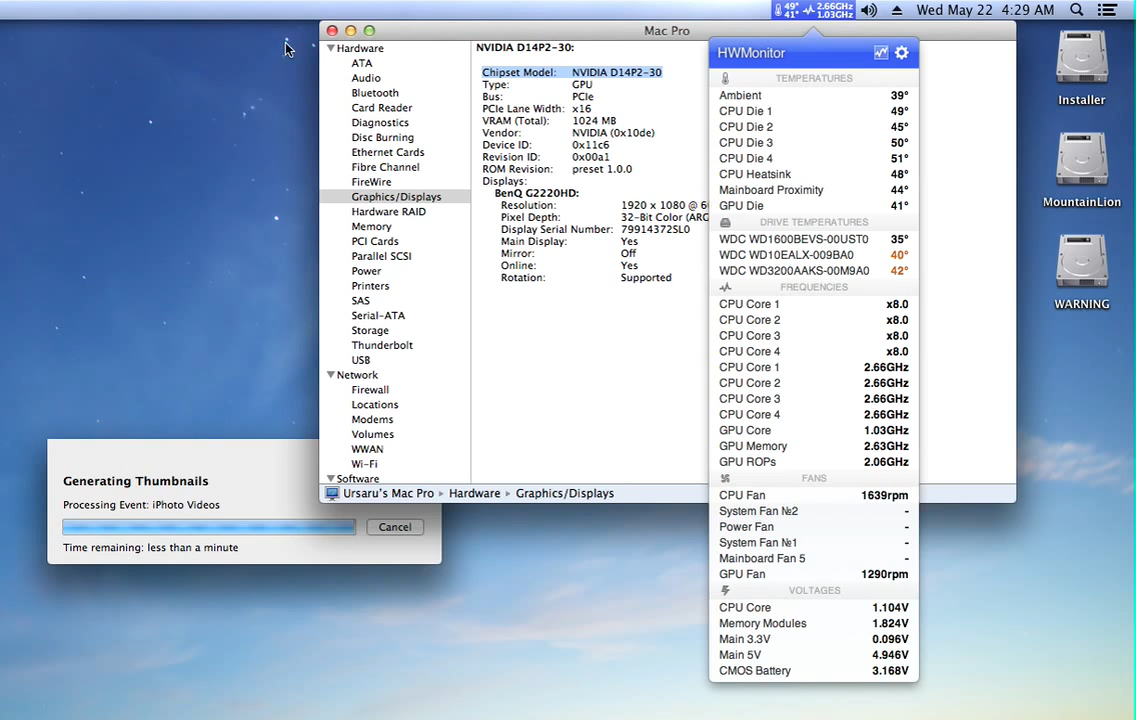 49° 2.66GHz
41° 1.03GHz
Wed May 22 4:29 AM
Mac Pro
Hardware
ATA
Audio
Bluetooth
Card Reader
Diagnostics
Disc Burning
Ethernet Cards
Fibre Channel
FireWire
Graphics/Displays
Hardware RAID
Memory
PCI Cards
Parallel SCSI
Power
Printers
SAS
Serial-ATA
Storage
Thunderbolt
USB
Network
Firewall
Locations
Modems
Volumes
WWAN
Wi-Fi
Software
NVIDIA D14P2-30:
Chipset Model: NVIDIA D14P2-30
Type: GPU
Bus: PCIe
PCIe Lane Width: x16
VRAM (Total): 1024 MB
Vendor: NVIDIA (0x10de)
Device ID: 0x11c6
Revision ID: 0x00a1
ROM Revision: preset 1.0.0
Displays:
BenQ G2220HD:
Resolution: 1920 x 1080 @ 6
Pixel Depth: 32-Bit Color (ARG
Display Serial Number: 79914372SL0
Main Display: Yes
Mirror: Off
Online: Yes
Rotation: Supported
Ursaru's Mac Pro ▸ Hardware ▸ Graphics/Displays
HWMonitor
TEMPERATURES
Ambient 39°
CPU Die 1 49°
CPU Die 2 45°
CPU Die 3 50°
CPU Die 4 51°
CPU Heatsink 48°
Mainboard Proximity 44°
GPU Die 41°
DRIVE TEMPERATURES
WDC WD1600BEVS-00UST0 35°
WDC WD10EALX-009BA0 40°
WDC WD3200AAKS-00M9A0 42°
FREQUENCIES
CPU Core 1 x8.0
CPU Core 2 x8.0
CPU Core 3 x8.0
CPU Core 4 x8.0
CPU Core 1 2.66GHz
CPU Core 2 2.66GHz
CPU Core 3 2.66GHz
CPU Core 4 2.66GHz
GPU Core 1.03GHz
GPU Memory 2.63GHz
GPU ROPs 2.06GHz
FANS
CPU Fan 1639rpm
System Fan №2 -
Power Fan -
System Fan №1 -
Mainboard Fan 5 -
GPU Fan 1290rpm
VOLTAGES
CPU Core 1.104V
Memory Modules 1.824V
Main 3.3V 0.096V
Main 5V 4.946V
CMOS Battery 3.168V
Installer
MountainLion
WARNING
Generating Thumbnails
Processing Event: iPhoto Videos
Cancel
Time remaining: less than a minute